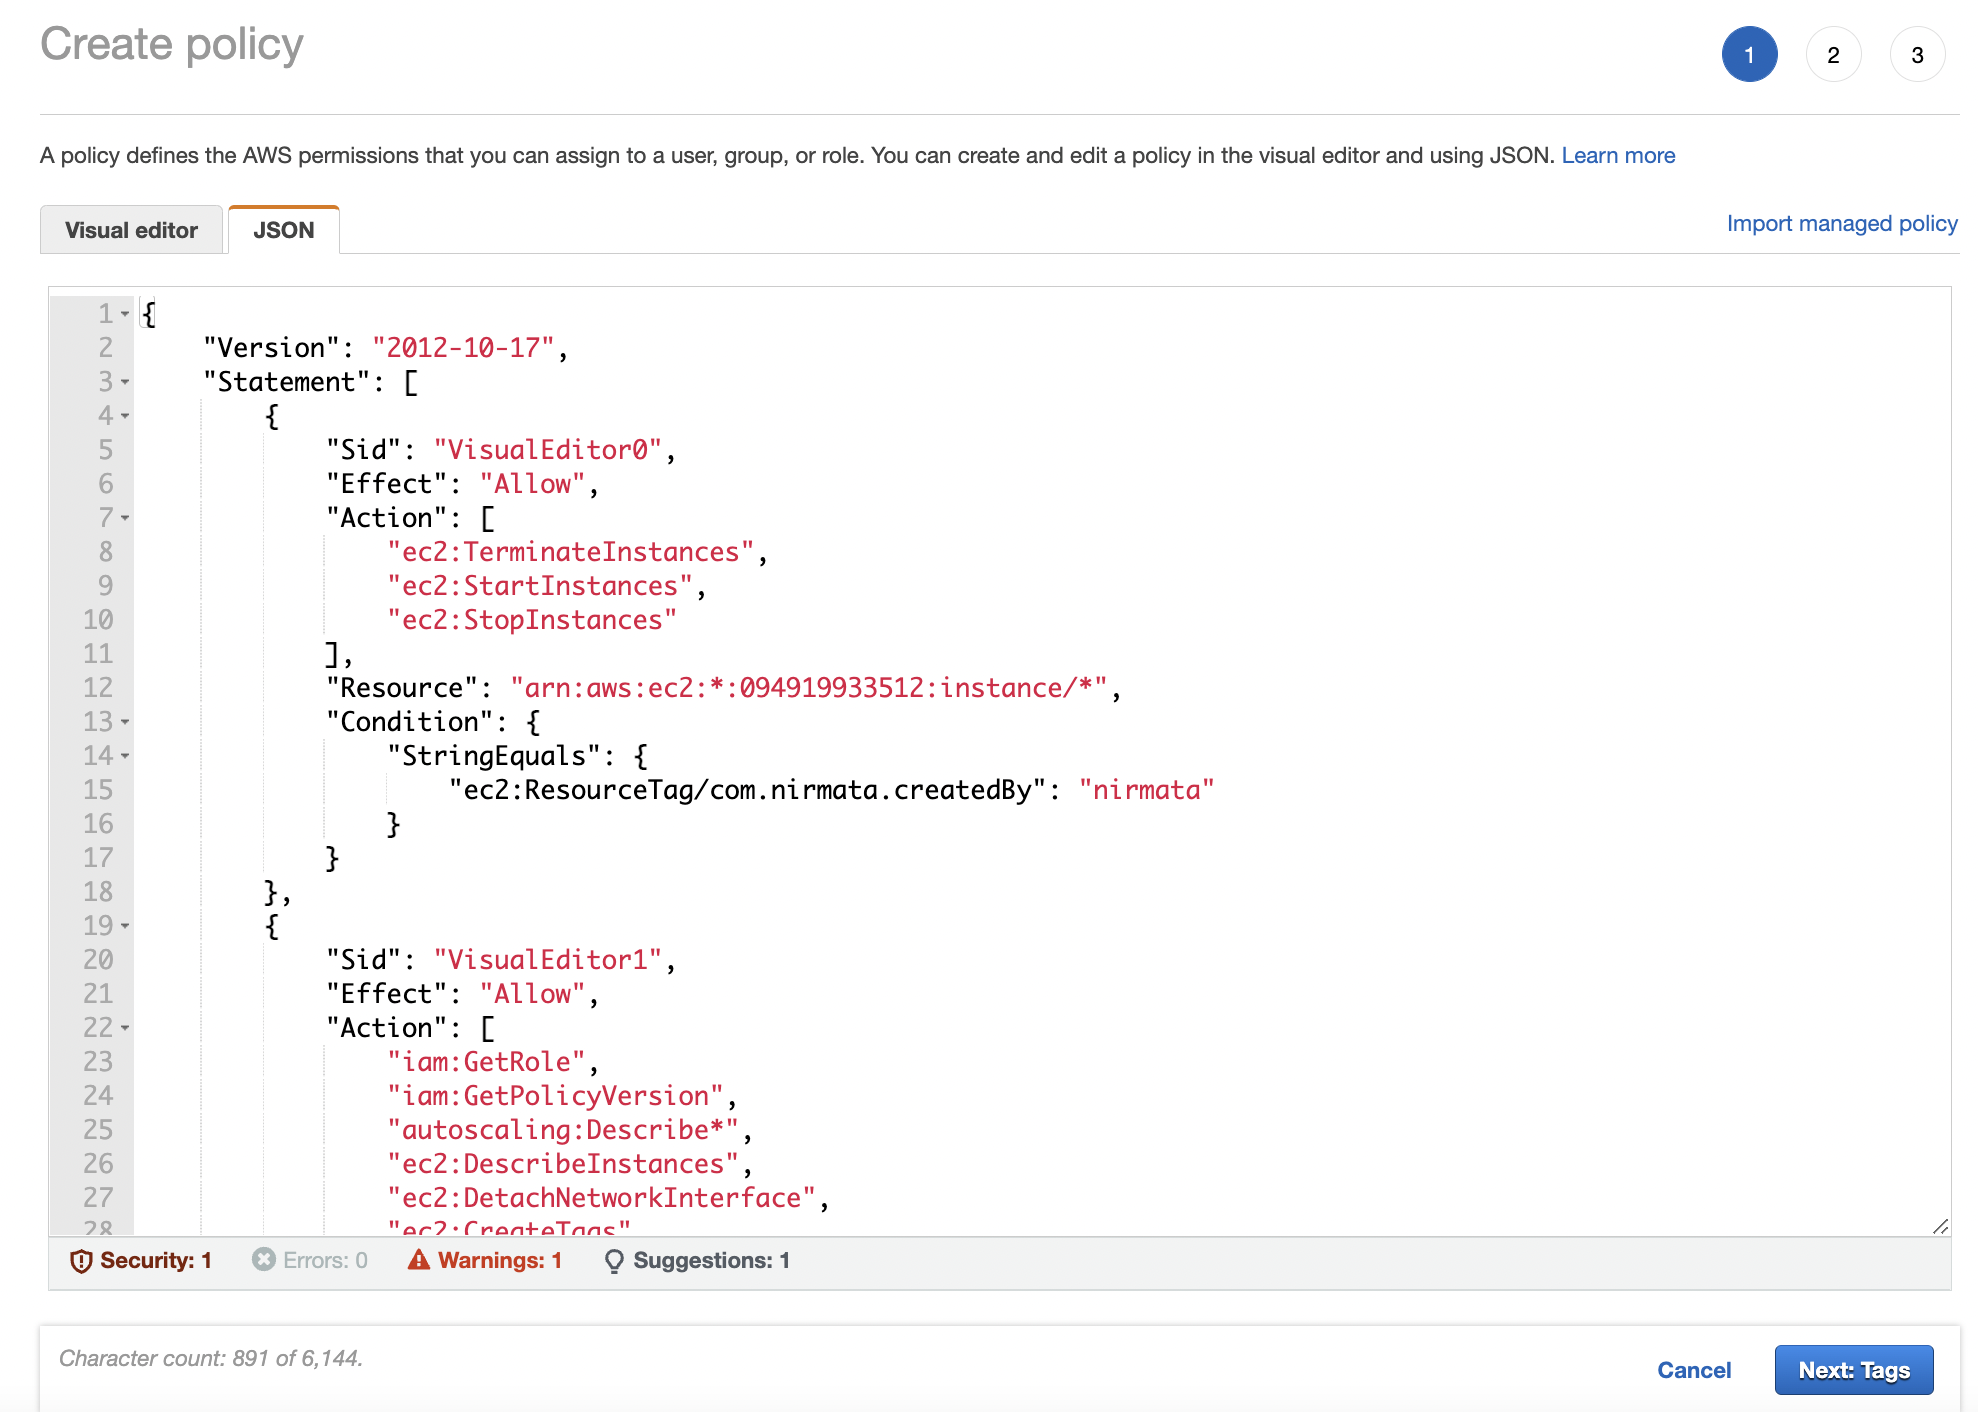 Create policy
1 2 3
A policy defines the AWS permissions that you can assign to a user, group, or role. You can create and edit a policy in the visual editor and using JSON. Learn more
Visual editor JSON Import managed policy
1 {
2 "Version": "2012-10-17",
3 "Statement": [
4 {
5 "Sid": "VisualEditor0",
6 "Effect": "Allow",
7 "Action": [
8 "ec2:TerminateInstances",
9 "ec2:StartInstances",
10 "ec2:StopInstances"
11 ],
12 "Resource": "arn:aws:ec2:*:094919933512:instance/*",
13 "Condition": {
14 "StringEquals": {
15 "ec2:ResourceTag/com.nirmata.createdBy": "nirmata"
16 }
17 }
18 },
19 {
20 "Sid": "VisualEditor1",
21 "Effect": "Allow",
22 "Action": [
23 "iam:GetRole",
24 "iam:GetPolicyVersion",
25 "autoscaling:Describe*",
26 "ec2:DescribeInstances",
27 "ec2:DetachNetworkInterface",
28 "ec2:CreateTags"
Security: 1 Errors: 0 Warnings: 1 Suggestions: 1
Character count: 891 of 6,144.
Cancel Next: Tags